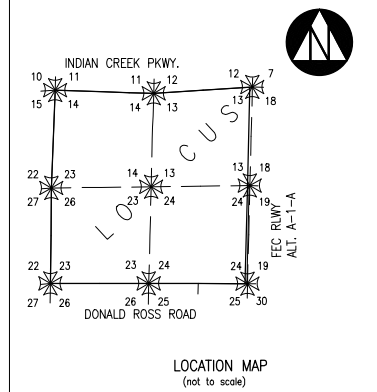 N
INDIAN CREEK PKWY.
10 11
15 14
11 12
14 13
12 7
13 18
LOCUS
22 23
27 26
14 13
23 24
13 18
24 19
FEC RLWY
ALT. A-1-A
22 23
27 26
23 24
26 25
24 19
25 30
DONALD ROSS ROAD
LOCATION MAP
(not to scale)